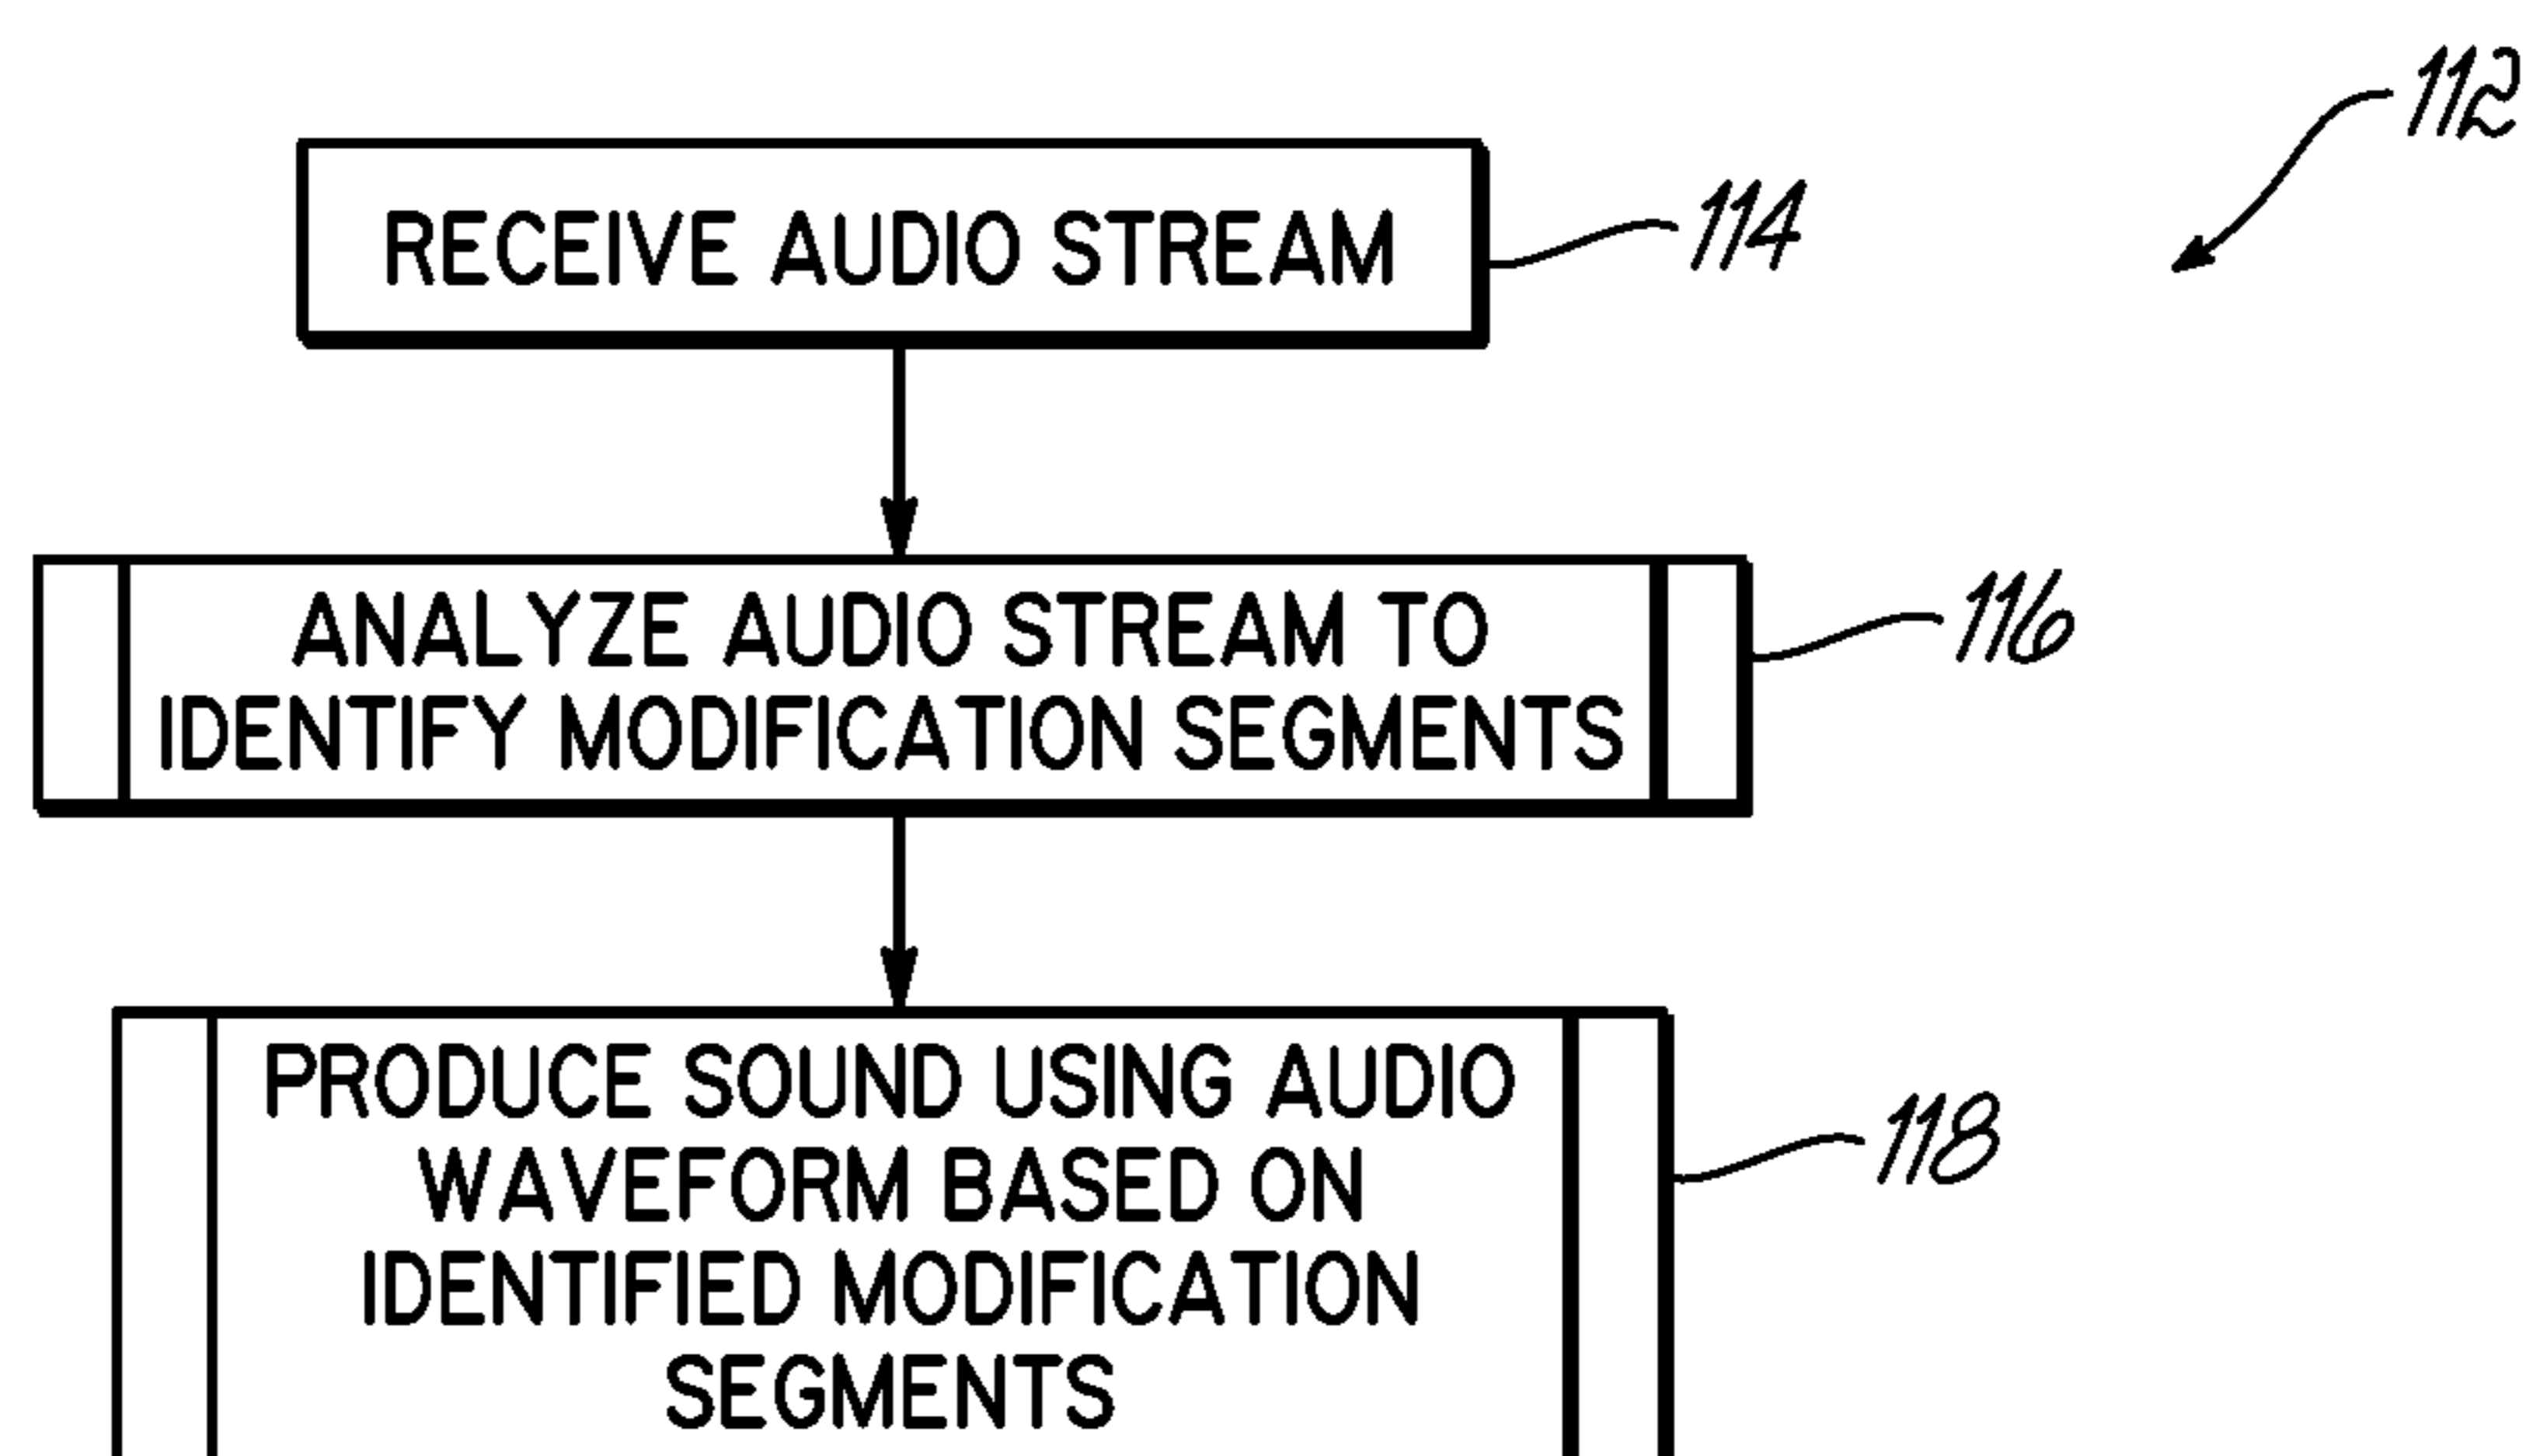 112
RECEIVE AUDIO STREAM
114
ANALYZE AUDIO STREAM TO
IDENTIFY MODIFICATION SEGMENTS
116
PRODUCE SOUND USING AUDIO
WAVEFORM BASED ON
IDENTIFIED MODIFICATION
SEGMENTS
118